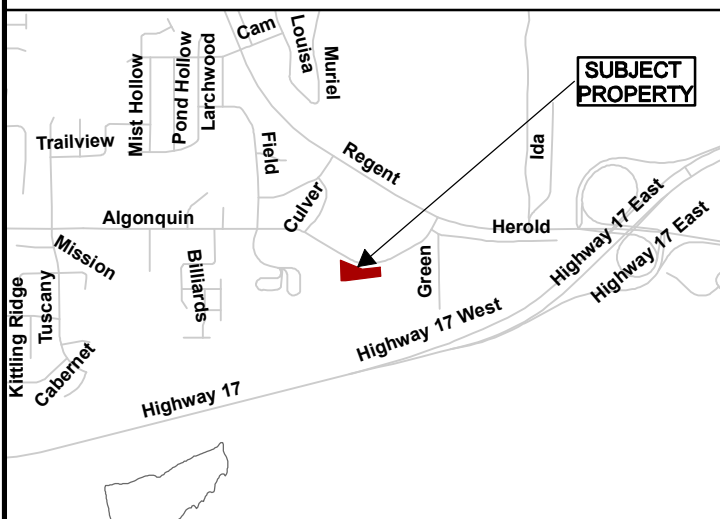 Cam
Louisa
Muriel
SUBJECT
PROPERTY
Mist Hollow
Pond Hollow
Larchwood
Trailview
Field
Regent
Ida
Culver
Algonquin
Herold
Mission
Billiards
Green
Highway 17 East
Highway 17 East
Kittling Ridge
Tuscany
Cabernet
Highway 17 West
Highway 17